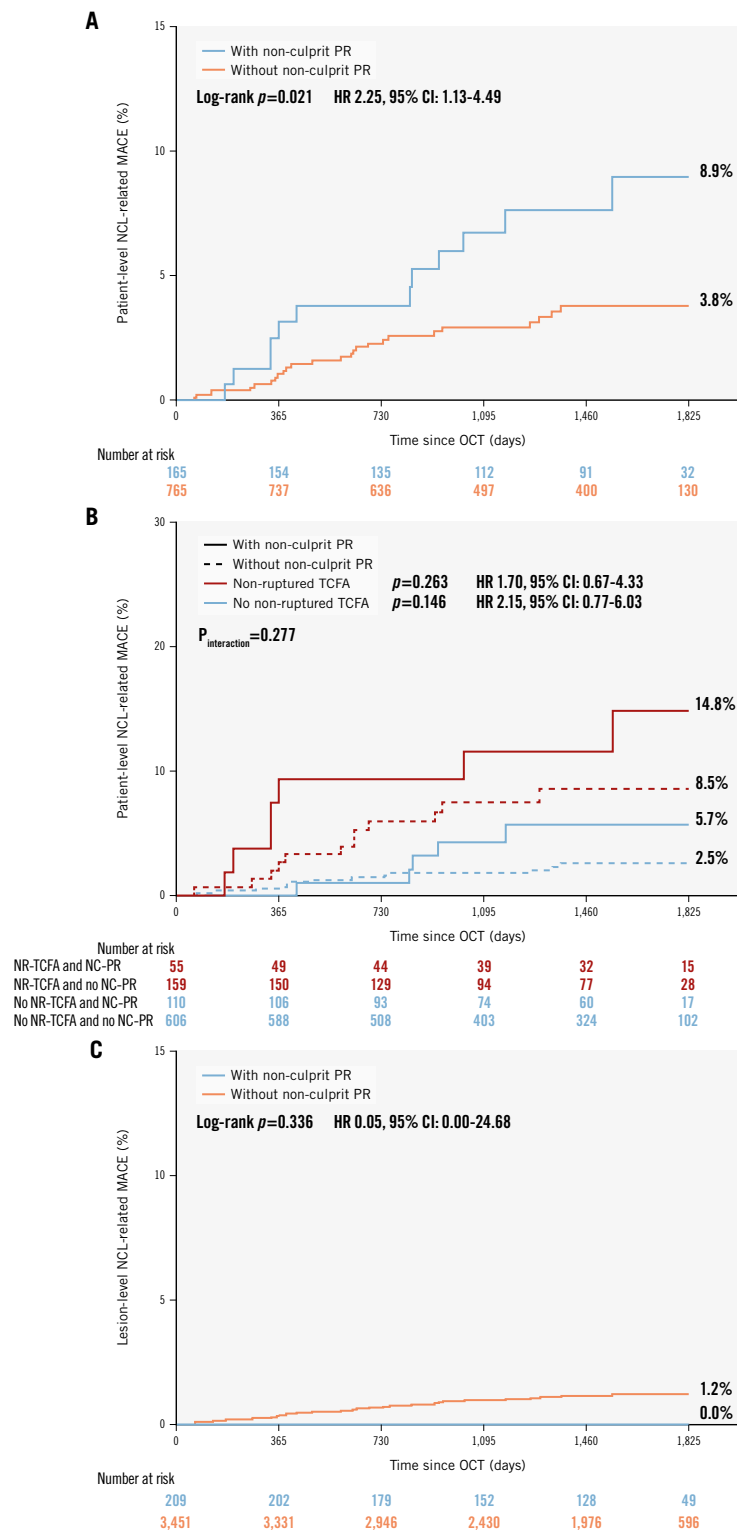 A
15
With non-culprit PR
Without non-culprit PR
Log-rank p=0.021 HR 2.25, 95% CI: 1.13-4.49
10
8.9%
Patient-level NCL-related MACE (%)
5
3.8%
0
0 365 730 1,095 1,460 1,825
Time since OCT (days)
Number at risk
165 154 135 112 91 32
765 737 636 497 400 130
B
30
With non-culprit PR
Without non-culprit PR
Non-ruptured TCFA p=0.263 HR 1.70, 95% CI: 0.67-4.33
No non-ruptured TCFA p=0.146 HR 2.15, 95% CI: 0.77-6.03
Pinteraction=0.277
20
14.8%
Patient-level NCL-related MACE (%)
10
8.5%
5.7%
2.5%
0
0 365 730 1,095 1,460 1,825
Time since OCT (days)
Number at risk
NR-TCFA and NC-PR 55 49 44 39 32 15
NR-TCFA and no NC-PR 159 150 129 94 77 28
No NR-TCFA and NC-PR 110 106 93 74 60 17
No NR-TCFA and no NC-PR 606 588 508 403 324 102
C
15
With non-culprit PR
Without non-culprit PR
Log-rank p=0.336 HR 0.05, 95% CI: 0.00-24.68
10
Lesion-level NCL-related MACE (%)
5
1.2%
0.0%
0
0 365 730 1,095 1,460 1,825
Time since OCT (days)
Number at risk
209 202 179 152 128 49
3,451 3,331 2,946 2,430 1,976 596